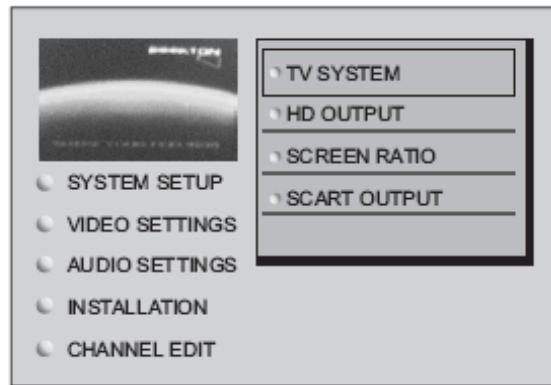 TV SYSTEM
HD OUTPUT
SCREEN RATIO
SCART OUTPUT
SYSTEM SETUP
VIDEO SETTINGS
AUDIO SETTINGS
INSTALLATION
CHANNEL EDIT